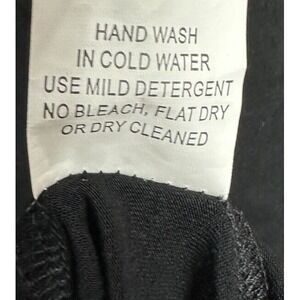 HAND WASH
IN COLD WATER
USE MILD DETERGENT
NO BLEACH, FLAT DRY
OR DRY CLEANED